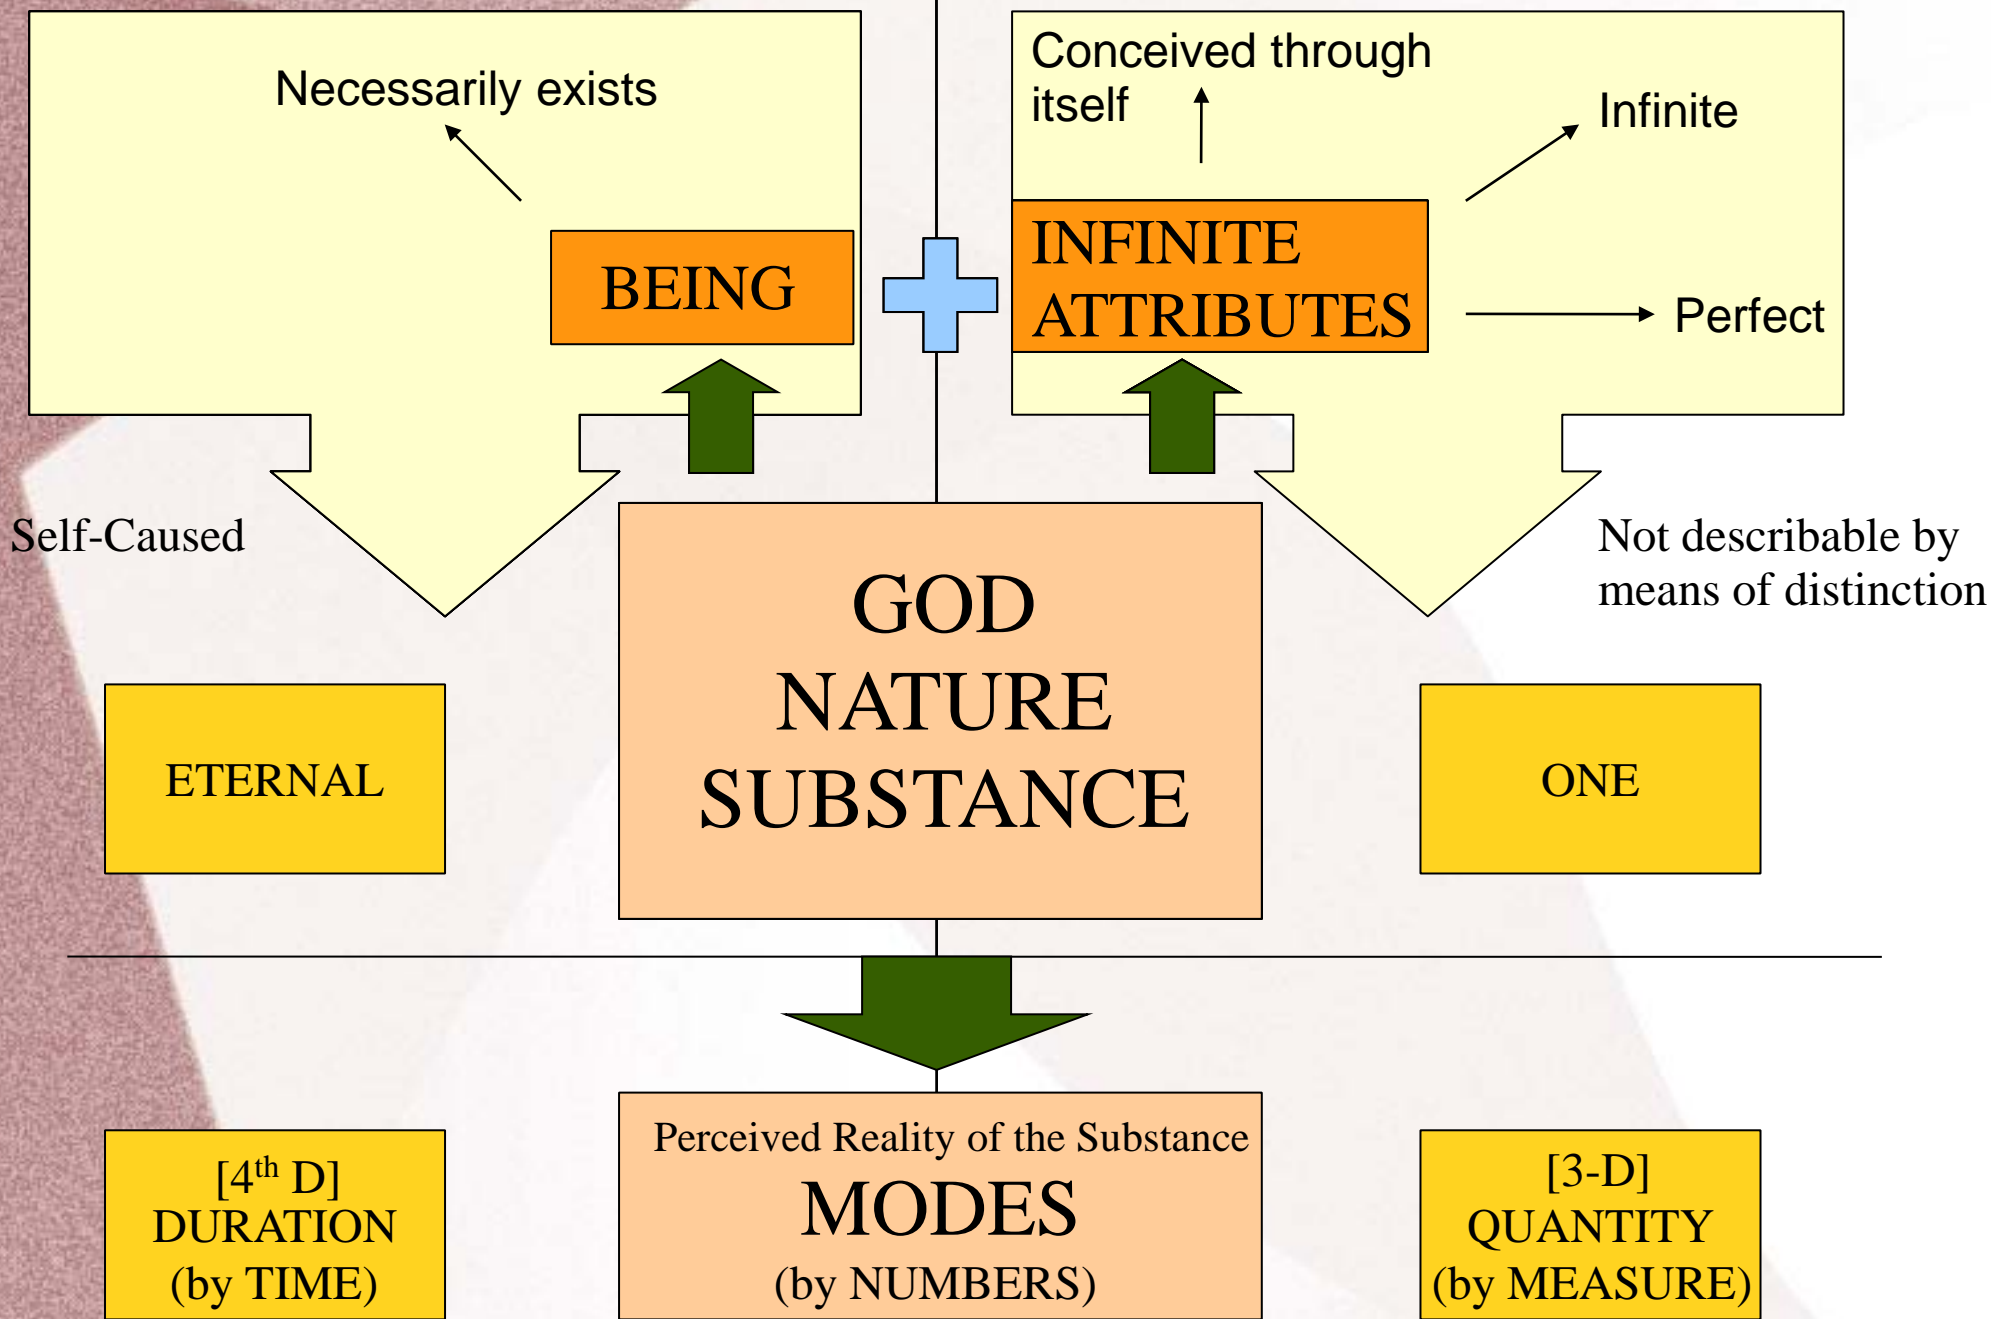 Necessarily exists
Conceived through
itself
Infinite
BEING
INFINITE
ATTRIBUTES
Perfect
Self-Caused
Not describable by
means of distinction
GOD
NATURE
SUBSTANCE
ETERNAL
ONE
[4th D]
DURATION
(by TIME)
Perceived Reality of the Substance
MODES
(by NUMBERS)
[3-D]
QUANTITY
(by MEASURE)